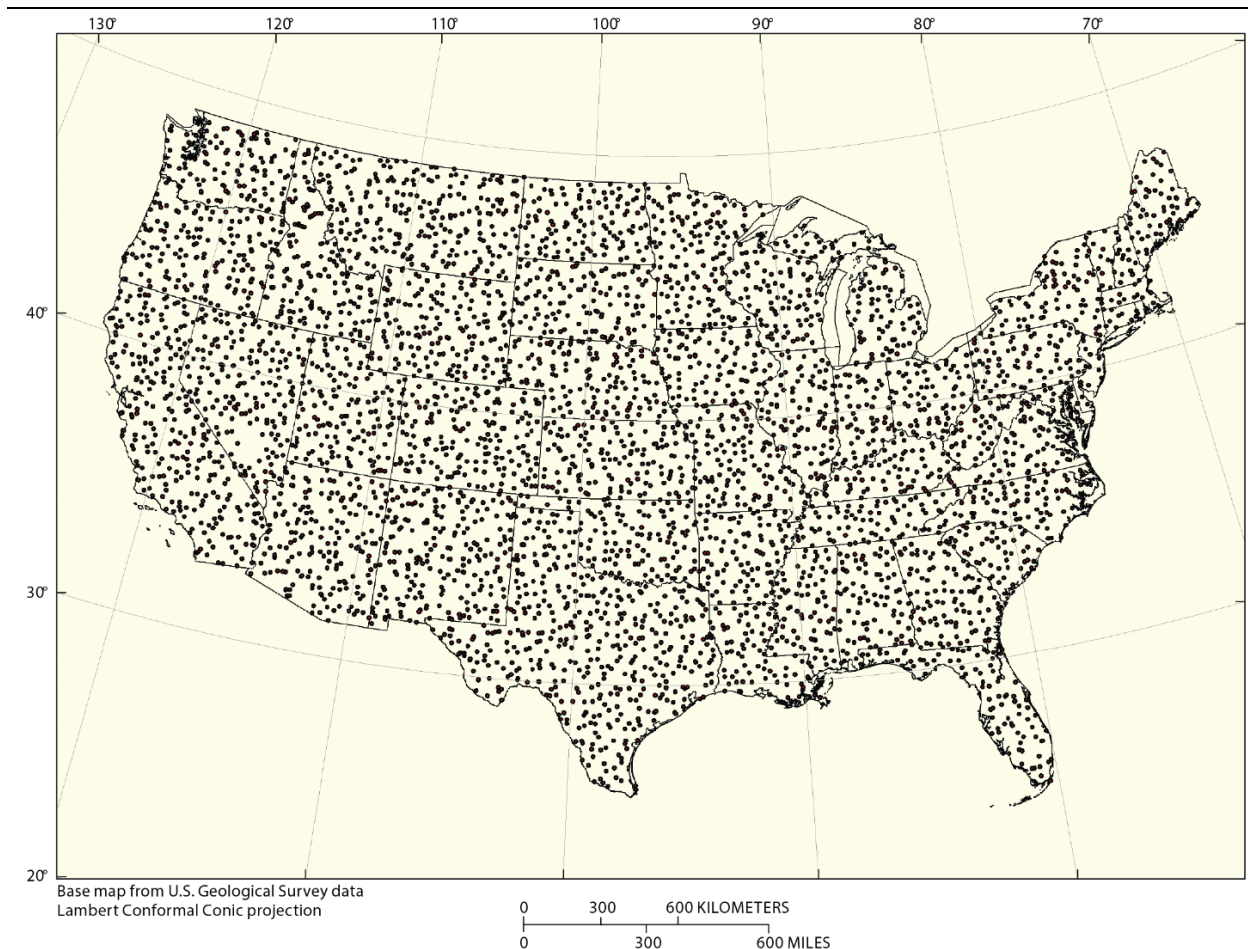 130° 120° 110° 100° 90° 80° 70°
40°
30°
20°
Base map from U.S. Geological Survey data
Lambert Conformal Conic projection
0 300 600 KILOMETERS
0 300 600 MILES